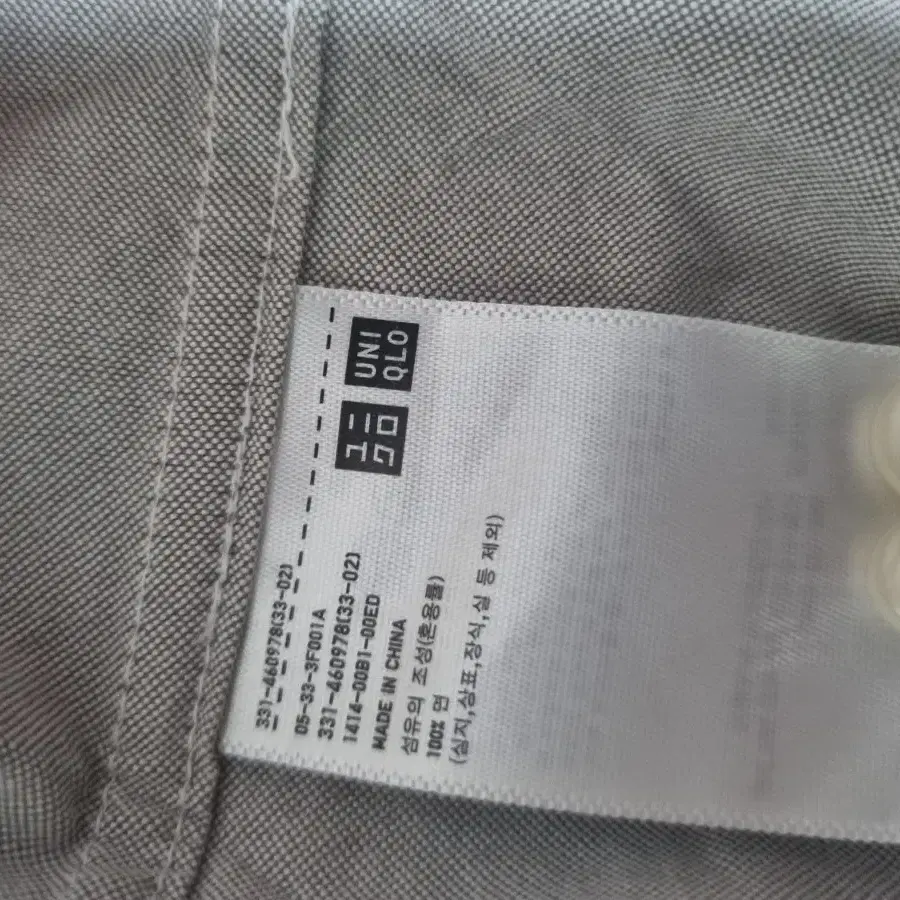 UNI
QLO
ユニ
クロ
331-460978(33-02)
05-33-3F001A
331-460978(33-02)
1414-00B1-00ED
MADE IN CHINA
섬유의 조성(혼용률)
100% 면
(심지,상표,장식,실 등 제외)